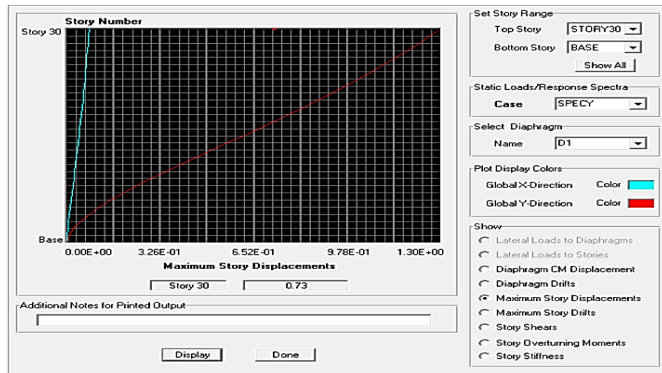 Story Number
Story 30
Base
0.00E+00 3.26E-01 6.52E-01 9.78E-01 1.30E+00
Maximum Story Displacements
Story 30 0.73
Additional Notes for Printed Output
Display Done
Set Story Range
Top Story STORY30
Bottom Story BASE
Show All
Static Loads/Response Spectra
Case SPECY
Select Diaphragm
Name D1
Plot Display Colors
Global X-Direction Color
Global Y-Direction Color
Show
Lateral Loads to Diaphragms
Lateral Loads to Stories
Diaphragm CM Displacement
Diaphragm Drifts
Maximum Story Displacements
Maximum Story Drifts
Story Shears
Story Overturning Moments
Story Stiffness